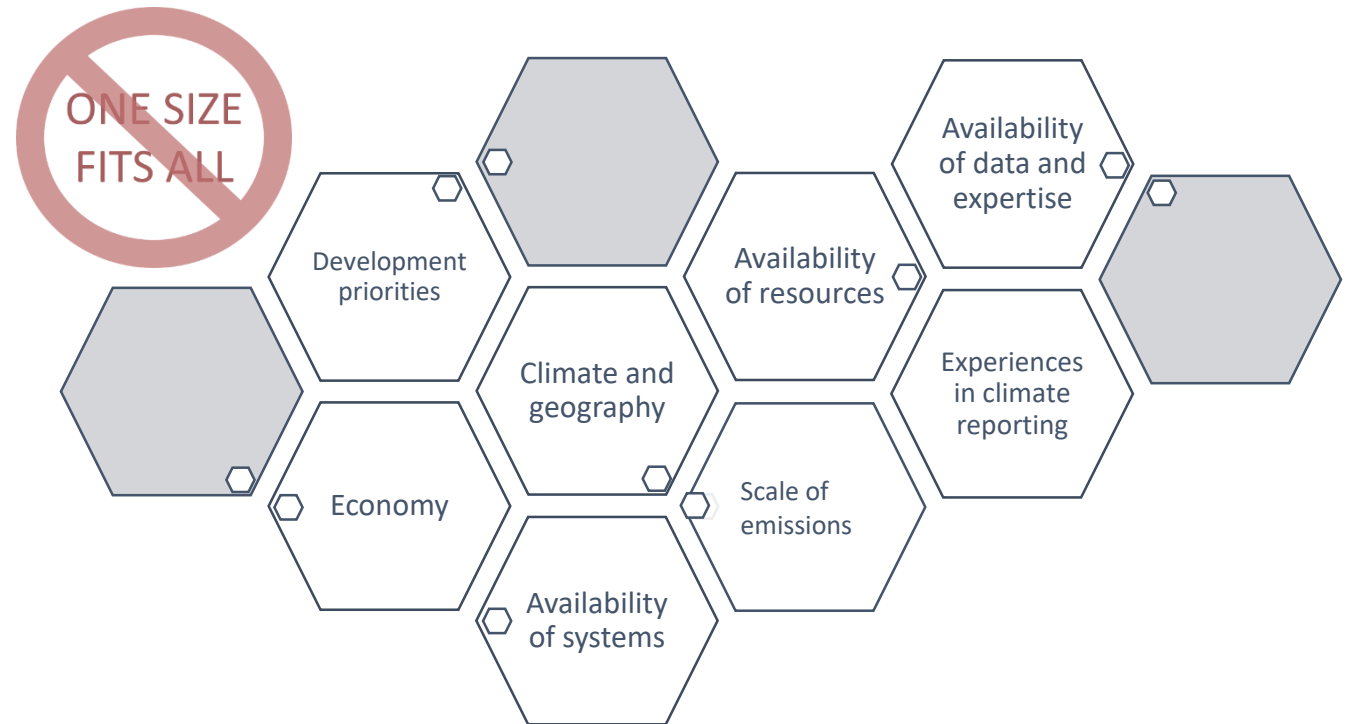 ONE SIZE
FITS ALL
Development
priorities
Availability
of resources
Availability
of data and
expertise
Climate and
geography
Experiences
in climate
reporting
Economy
Scale of
emissions
Availability
of systems